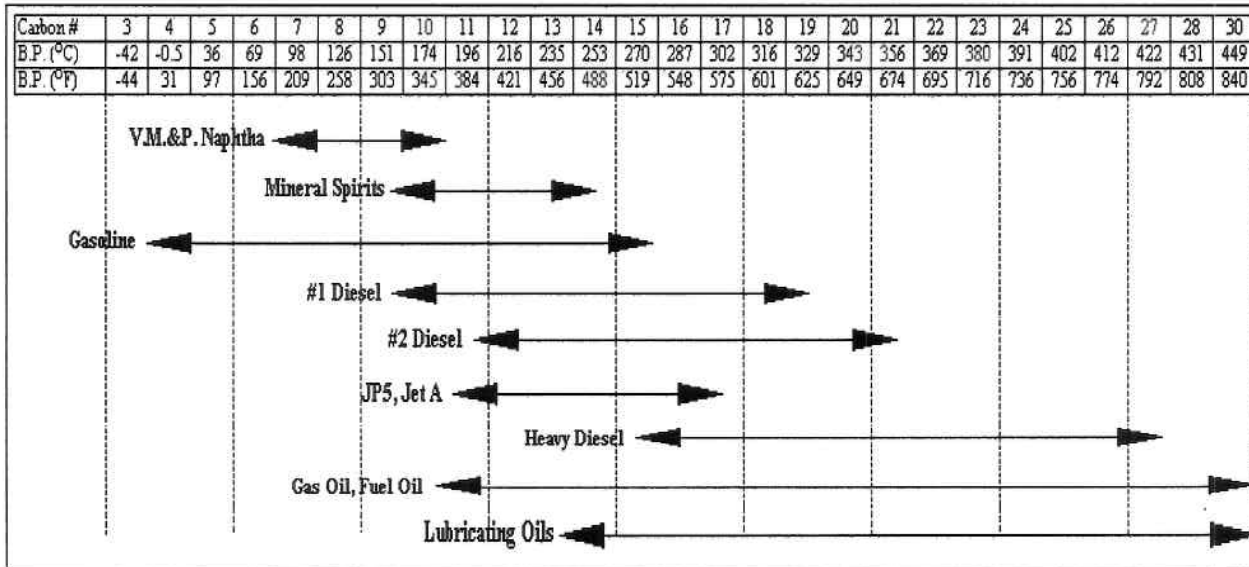 Carbon # 3 4 5 6 7 8 9 10 11 12 13 14 15 16 17 18 19 20 21 22 23 24 25 26 27 28 30
B.P. (⁰C) -42 -0.5 36 69 98 126 151 174 196 216 235 253 270 287 302 316 329 343 356 369 380 391 402 412 422 431 449
B.P. (⁰F) -44 31 97 156 209 258 303 345 384 421 456 488 519 548 575 601 625 649 674 695 716 736 756 774 792 808 840
V.M.&P. Naphtha
Mineral Spirits
Gasoline
#1 Diesel
#2 Diesel
JP5, Jet A
Heavy Diesel
Gas Oil, Fuel Oil
Lubricating Oils